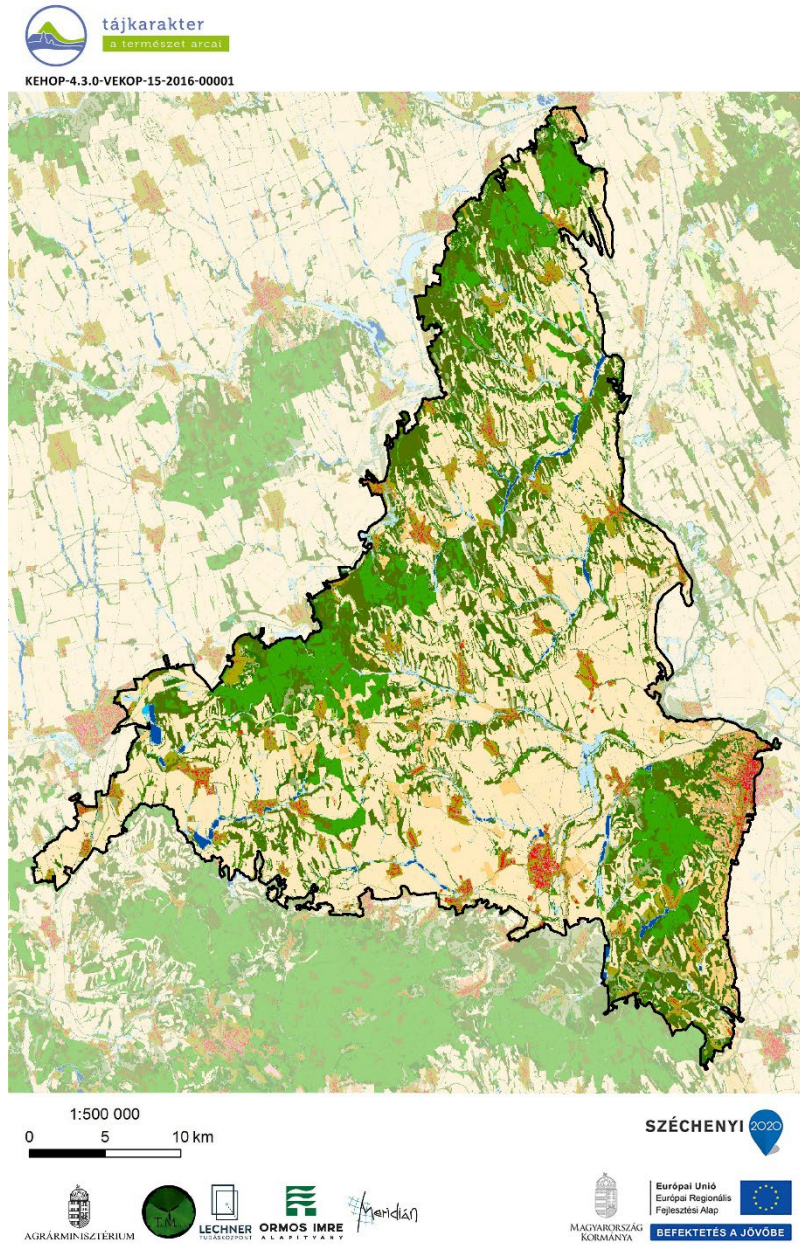 tájkarakter
a természet arcai
KEHOP-4.3.0-VEKOP-15-2016-00001
1:500 000
0 5 10 km
SZÉCHENYI 2020
AGRÁRMINISZTÉRIUM
T.M.
LECHNER
TUDÁSKÖZPONT
ORMOS IMRE
ALAPÍTVÁNY
Meridián
MAGYARORSZÁG
KORMÁNYA
Európai Unió
Európai Regionális
Fejlesztési Alap
BEFEKTETÉS A JÖVŐBE